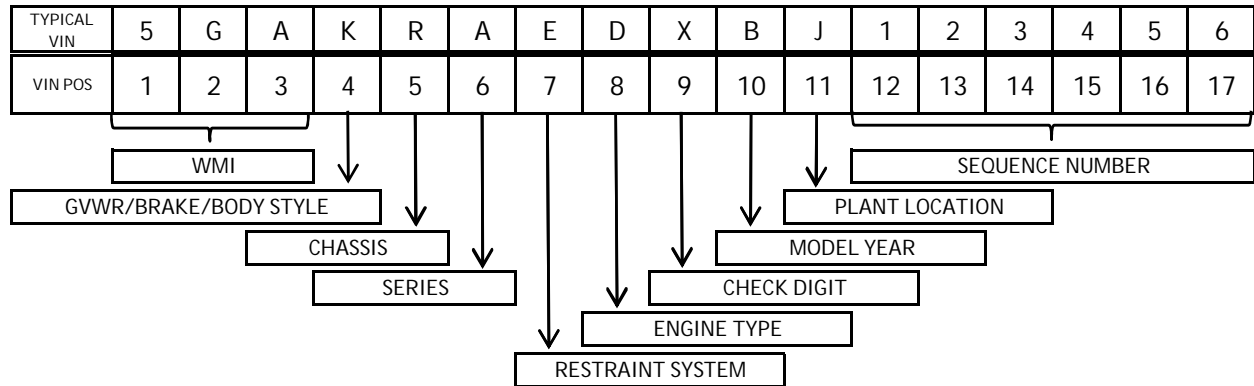 TYPICAL
VIN
5 G A K R A E D X B J 1 2 3 4 5 6
VIN POS 1 2 3 4 5 6 7 8 9 10 11 12 13 14 15 16 17
WMI SEQUENCE NUMBER
GVWR/BRAKE/BODY STYLE PLANT LOCATION
CHASSIS MODEL YEAR
SERIES CHECK DIGIT
ENGINE TYPE
RESTRAINT SYSTEM